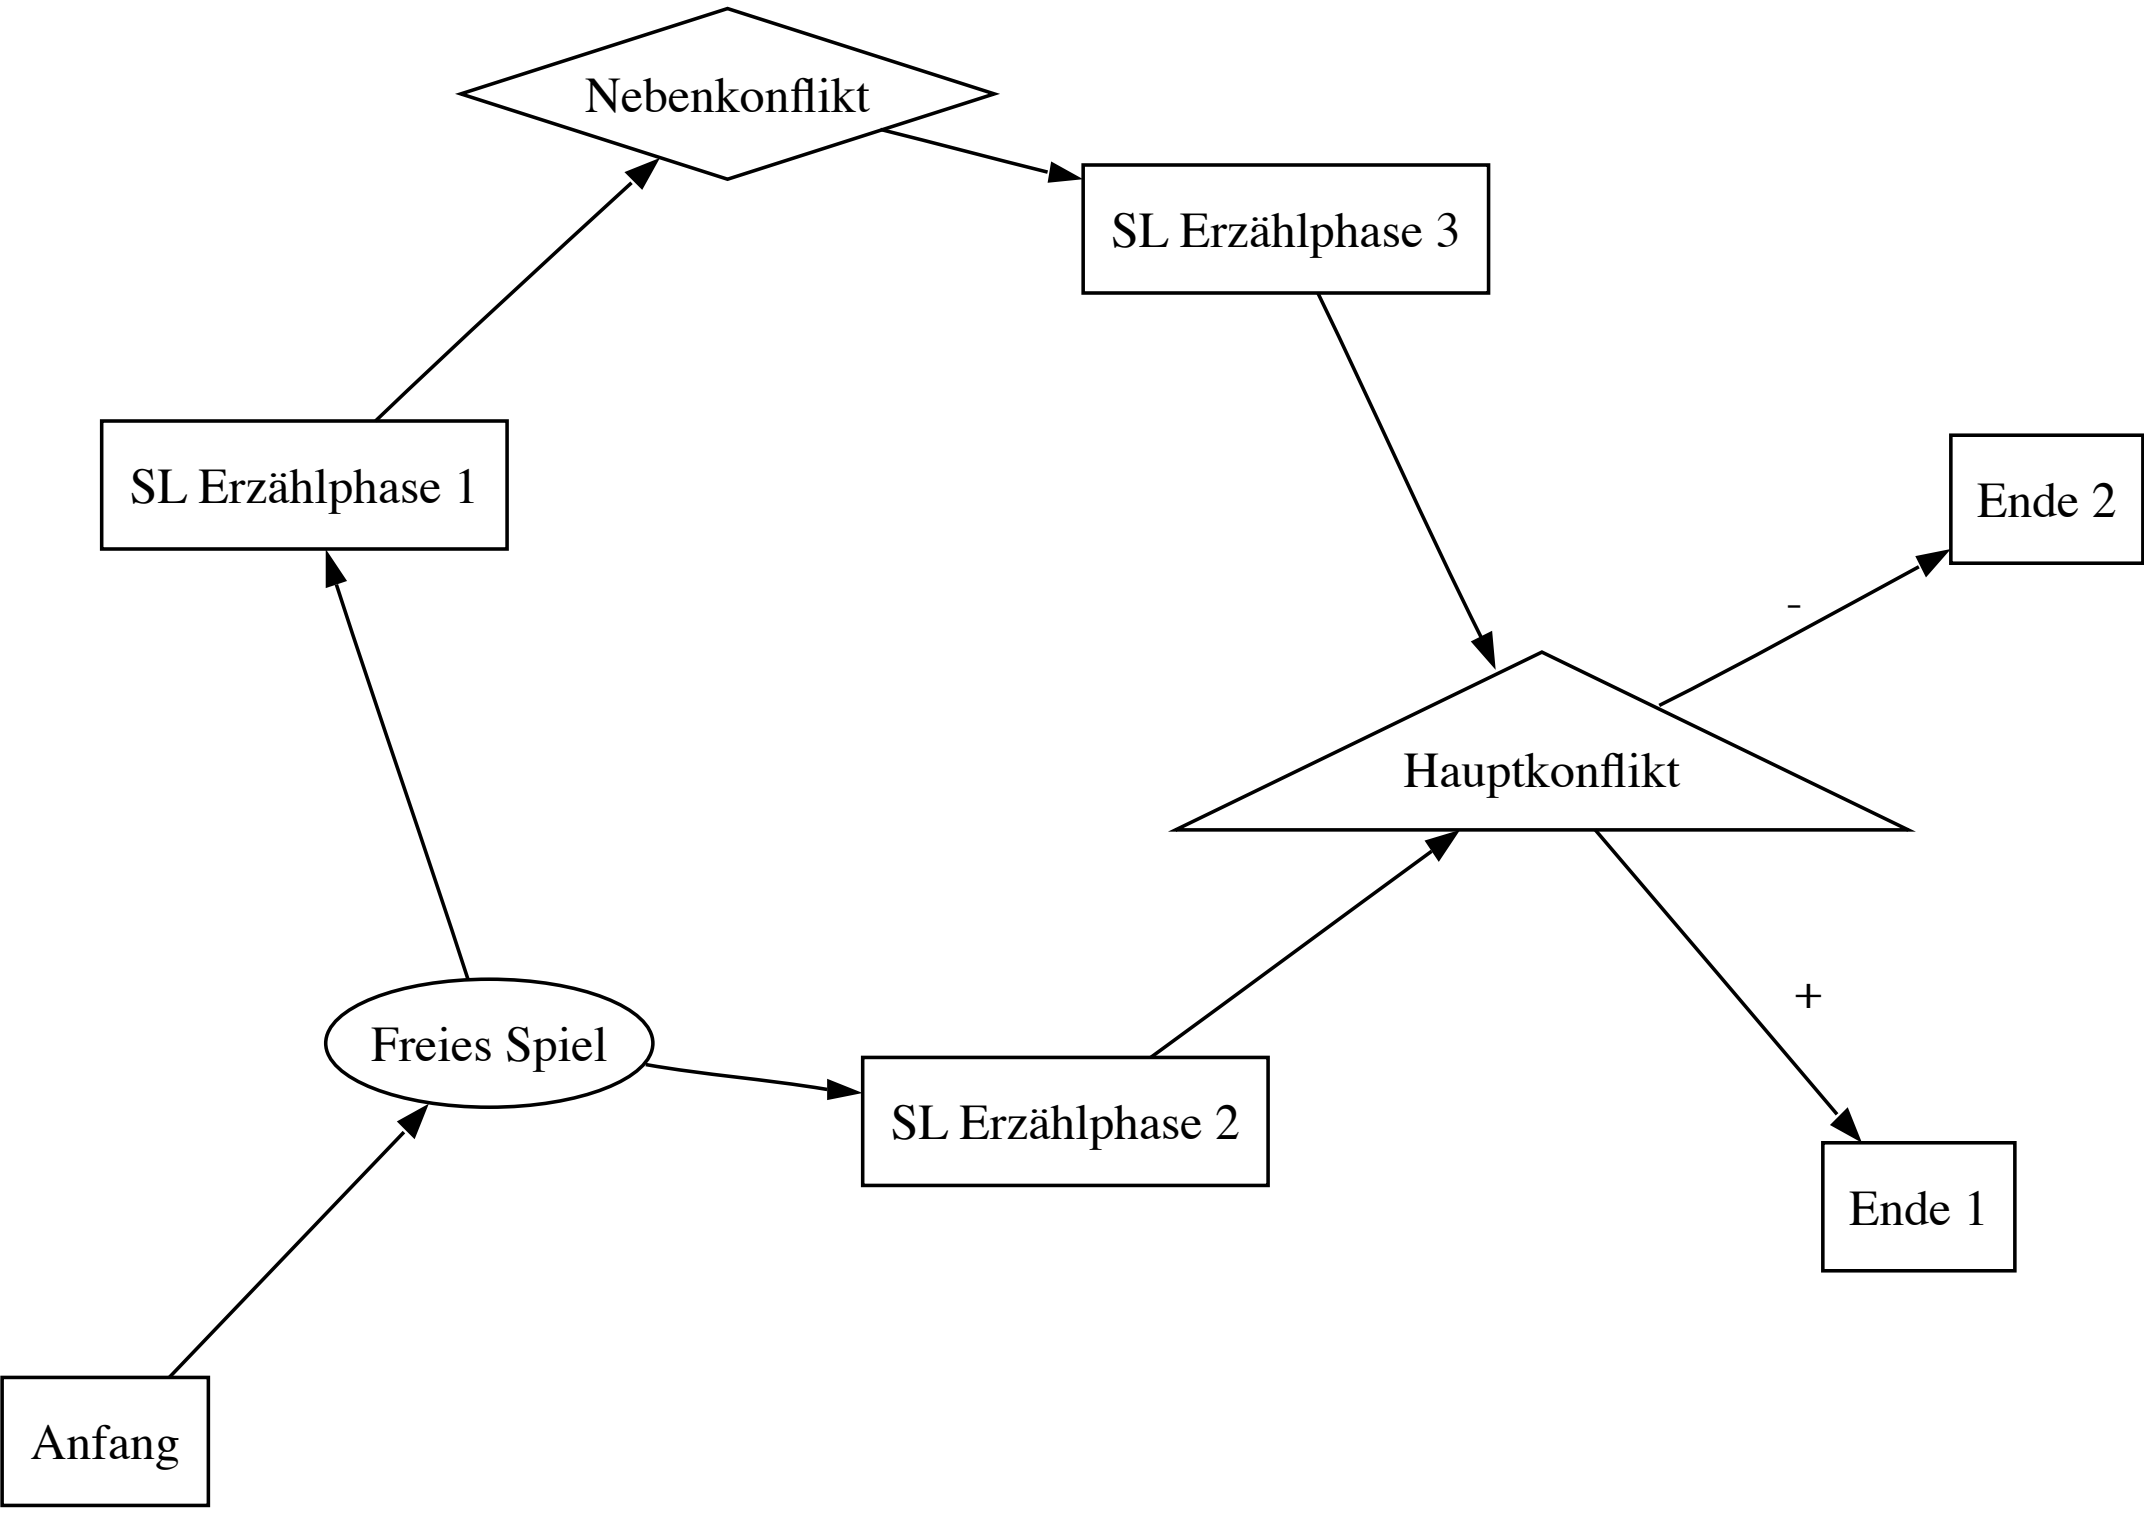 Nebenkonflikt
SL Erzählphase 3
SL Erzählphase 1
Ende 2
-
Hauptkonflikt
+
Freies Spiel
SL Erzählphase 2
Ende 1
Anfang